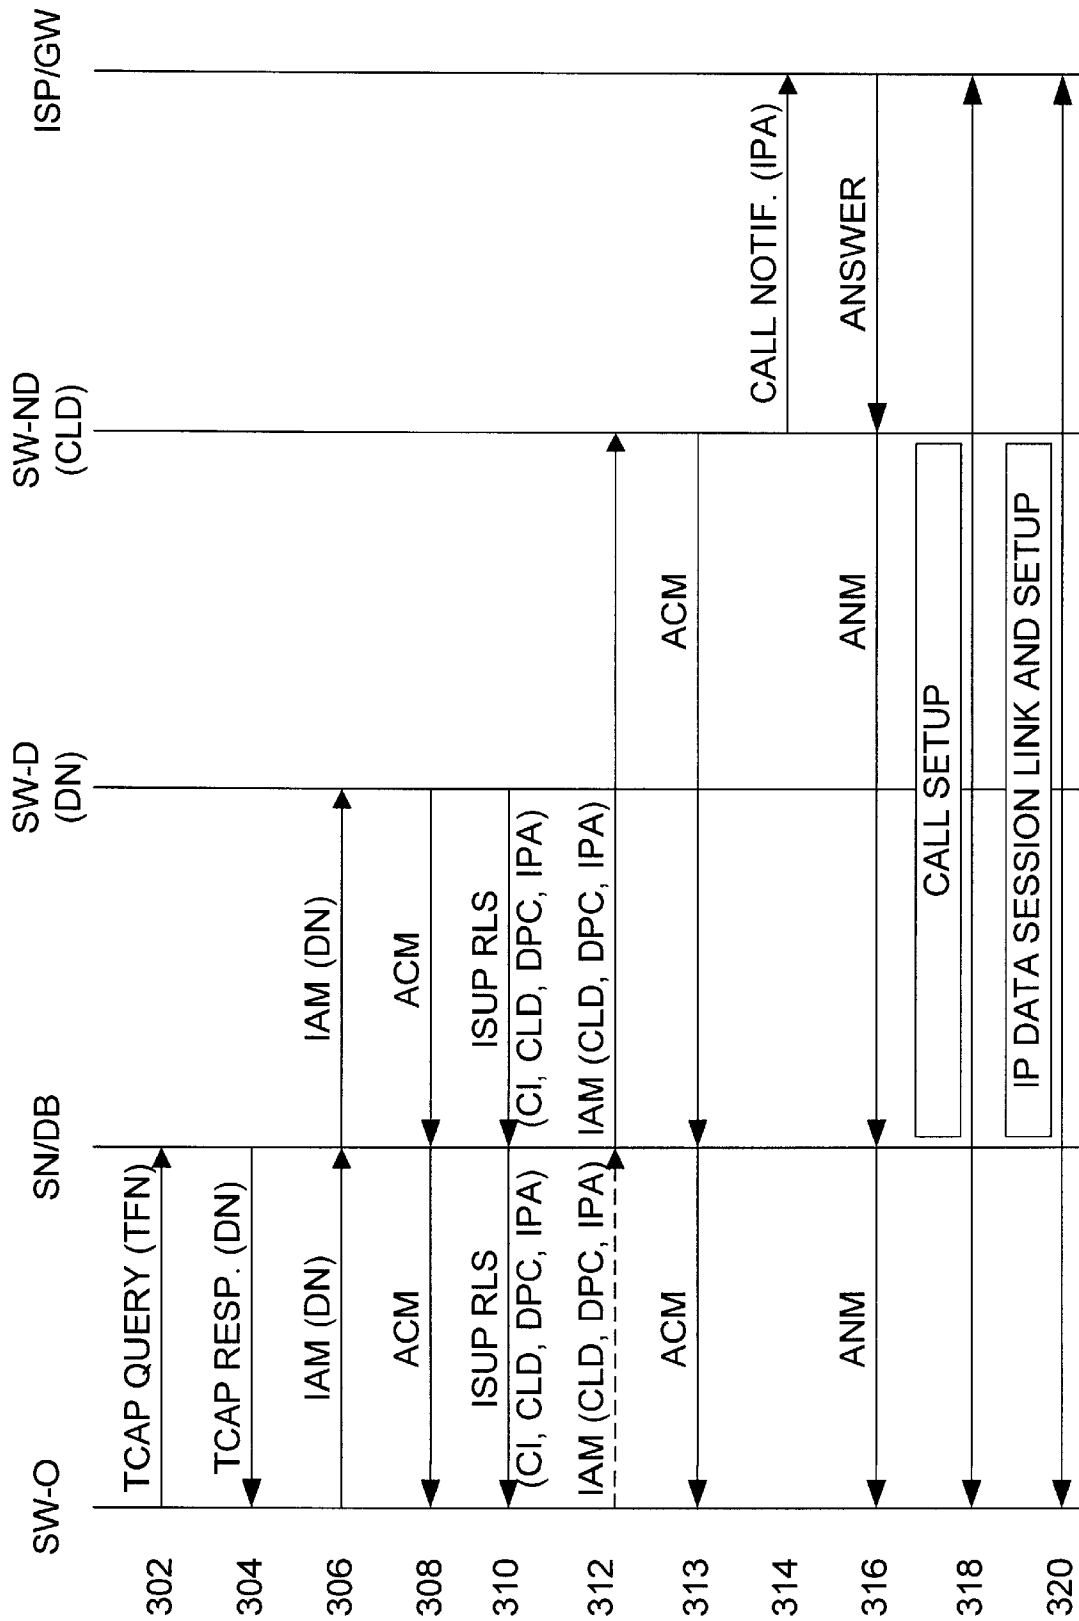 SW-O
SN/DB
SW-D
(DN)
SW-ND
(CLD)
ISP/GW
302
TCAP QUERY (TFN)
304
TCAP RESP. (DN)
306
IAM (DN)
IAM (DN)
308
ACM
ACM
310
ISUP RLS
(CI, CLD, DPC, IPA)
ISUP RLS
(CI, CLD, DPC, IPA)
312
IAM (CLD, DPC, IPA)
IAM (CLD, DPC, IPA)
313
ACM
ACM
314
CALL NOTIF. (IPA)
316
ANM
ANM
ANSWER
318
CALL SETUP
320
IP DATA SESSION LINK AND SETUP